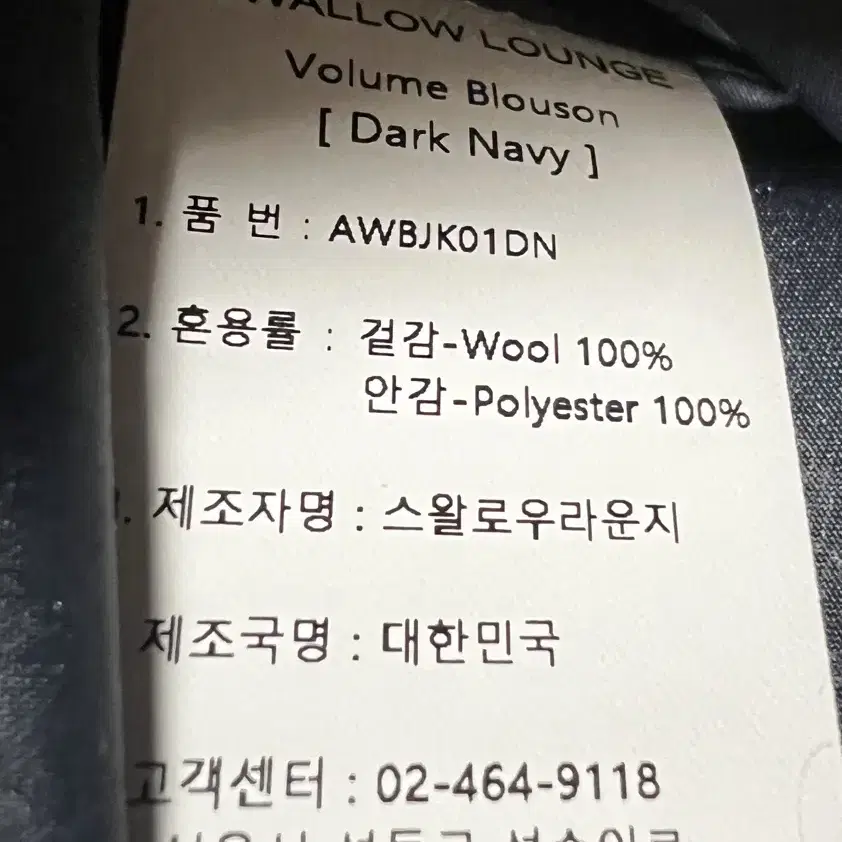 WALLOW LOUNGE
Volume Blouson
[ Dark Navy ]
1. 품 번 : AWBJK01DN
2. 혼용률 : 겉감-Wool 100%
안감-Polyester 100%
. 제조자명 : 스왈로우라운지
제조국명 : 대한민국
고객센터 : 02-464-9118